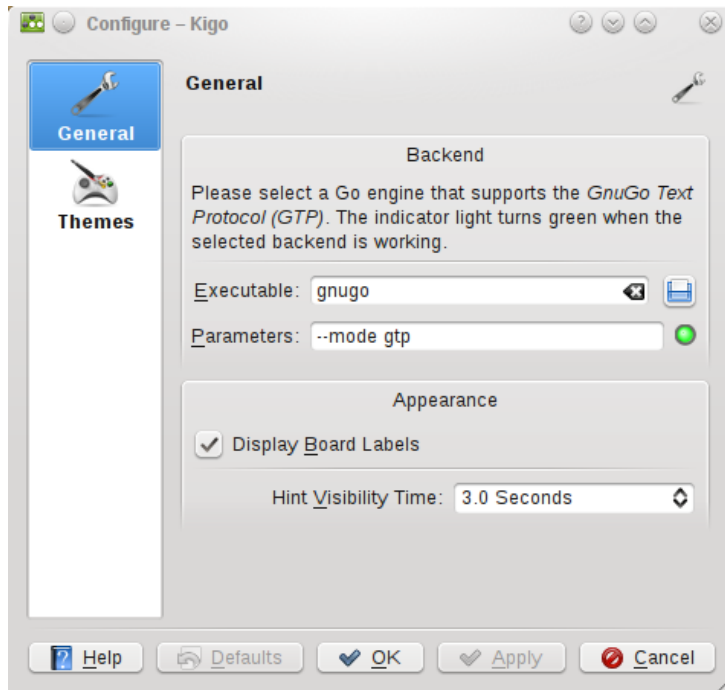 Configure – Kigo
General
Themes
General
Backend
Please select a Go engine that supports the GnuGo Text
Protocol (GTP). The indicator light turns green when the
selected backend is working.
Executable: gnugo
Parameters: --mode gtp
Appearance
Display Board Labels
Hint Visibility Time: 3.0 Seconds
Help Defaults OK Apply Cancel